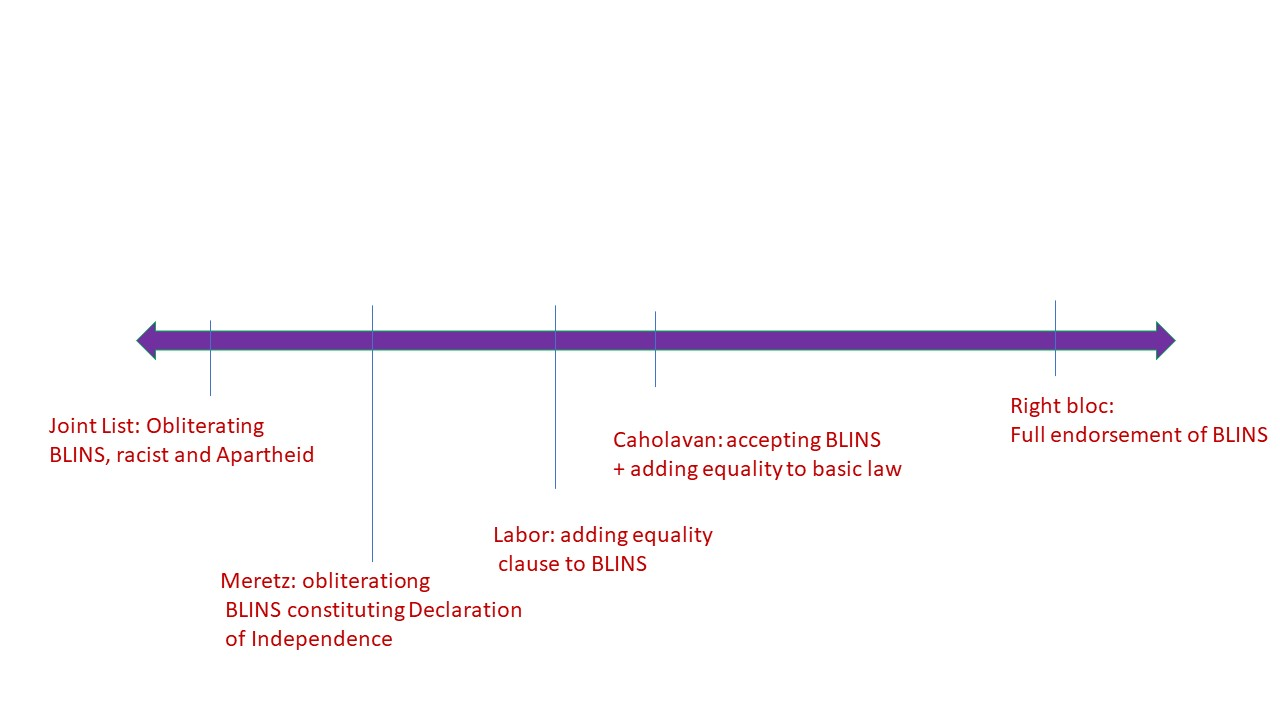 Joint List: Obliterating
BLINS, racist and Apartheid
Meretz: obliterationg
BLINS constituting Declaration
of Independence
Labor: adding equality
clause to BLINS
Caholavan: accepting BLINS
+ adding equality to basic law
Right bloc:
Full endorsement of BLINS